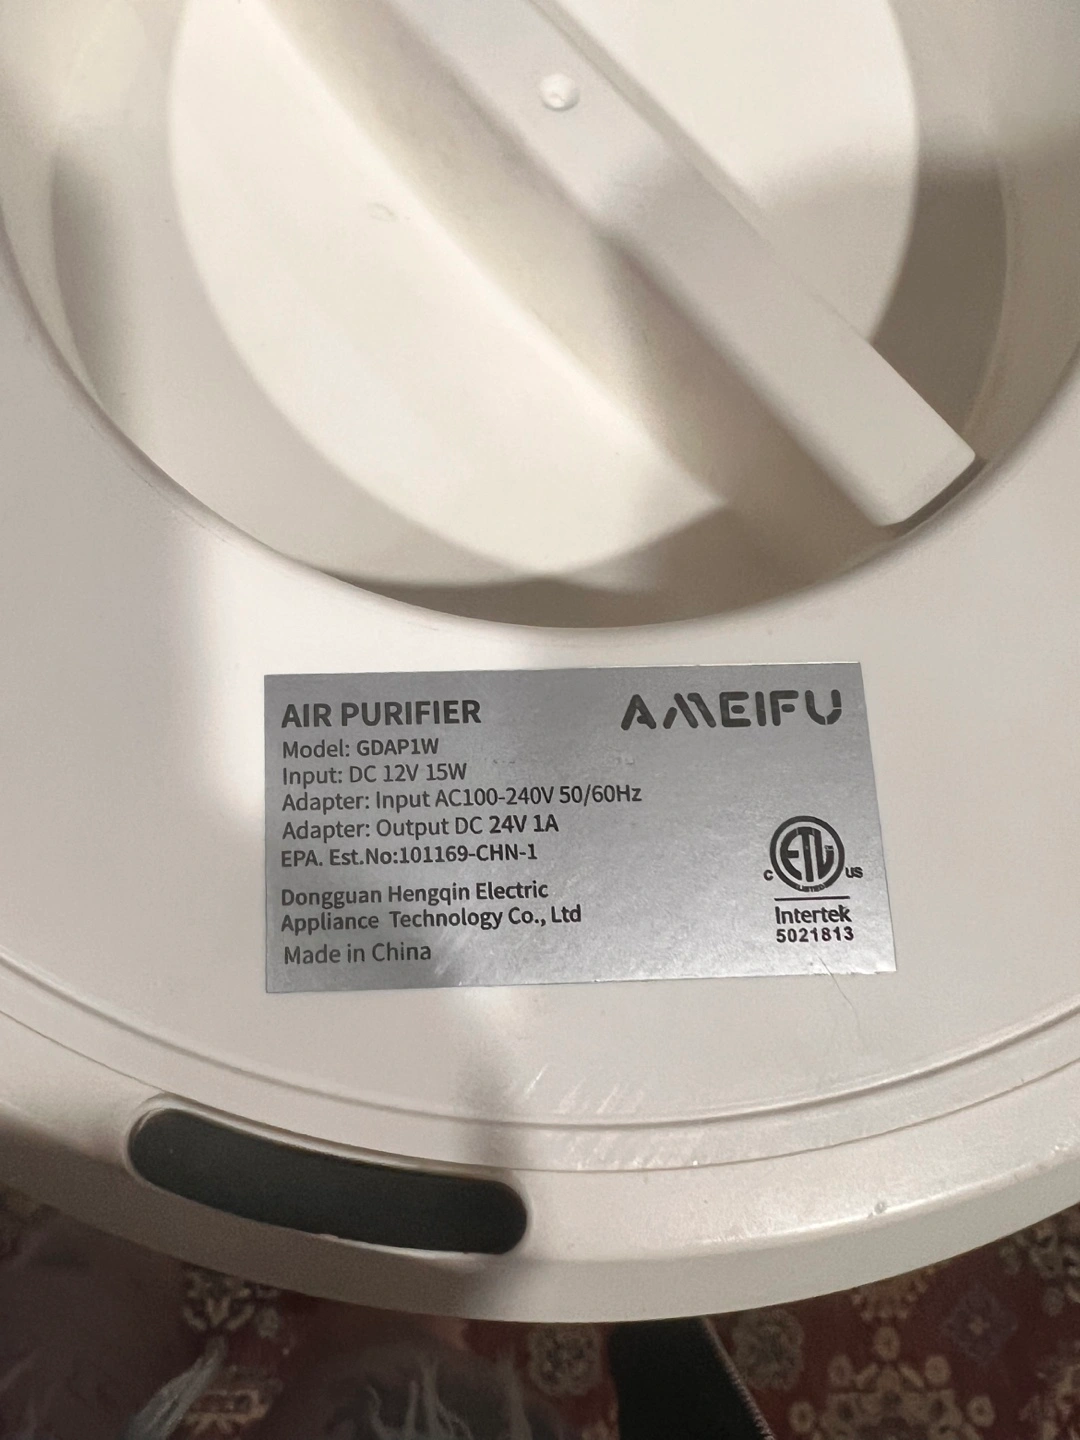 AIR PURIFIER
AMEIFU
Model: GDAP1W
Input: DC 12V 15W
Adapter: Input AC100-240V 50/60Hz
Adapter: Output DC 24V 1A
EPA. Est.No:101169-CHN-1
Dongguan Hengqin Electric
Appliance Technology Co., Ltd
Made in China
ETL
LISTED
C US
Intertek
5021813